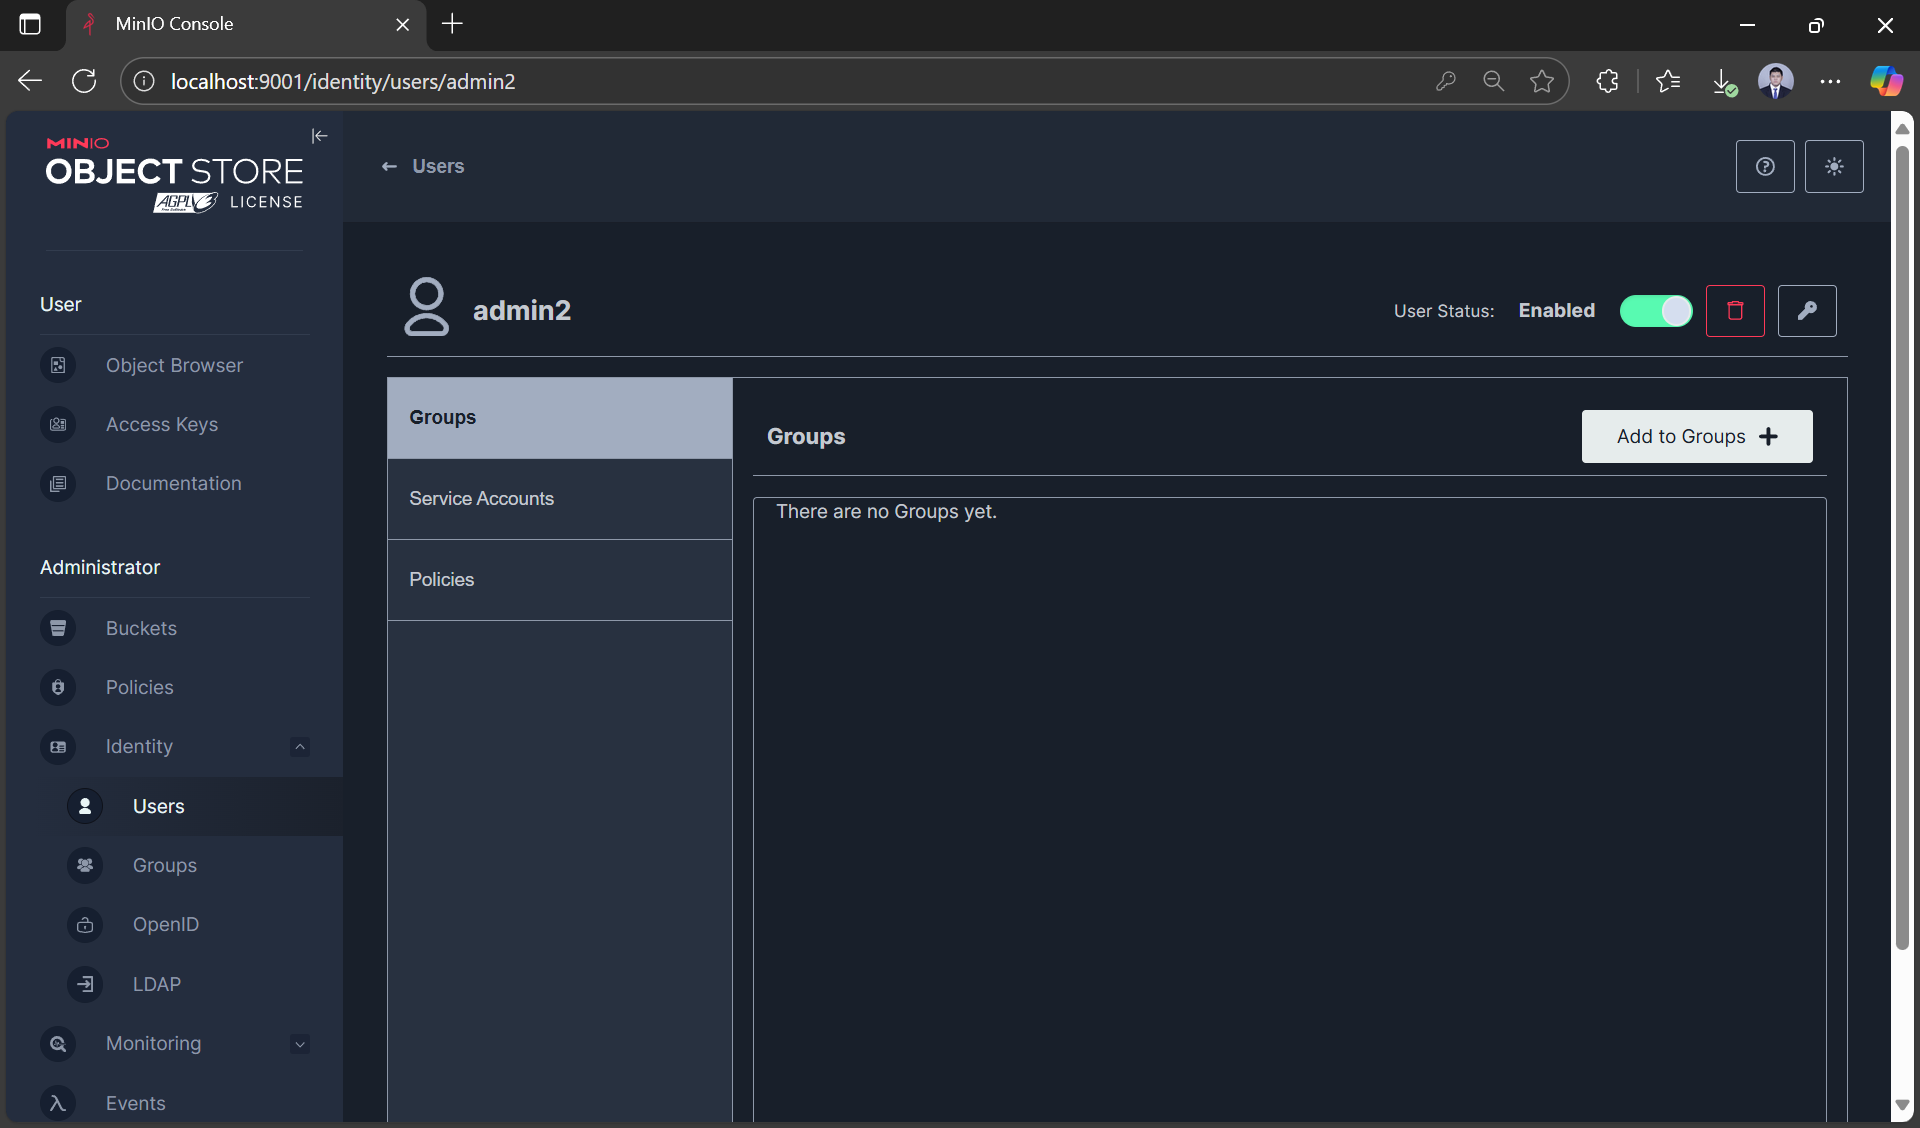 MinIO Console
localhost:9001/identity/users/admin2
MINIO
OBJECT STORE
AGPLv3 LICENSE
Users
User
Object Browser
Access Keys
Documentation
Administrator
Buckets
Policies
Identity
Users
Groups
OpenID
LDAP
Monitoring
Events
admin2
User Status: Enabled
Groups
Service Accounts
Policies
Groups
Add to Groups
There are no Groups yet.